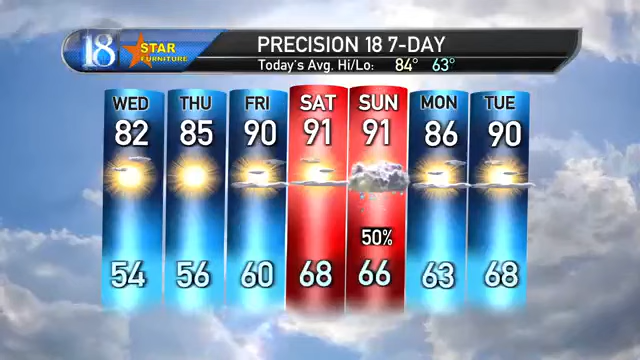 18 STAR FURNITURE
PRECISION 18 7-DAY
Today's Avg. Hi/Lo: 84° 63°
WED THU FRI SAT SUN MON TUE
82 85 90 91 91 86 90
50%
54 56 60 68 66 63 68